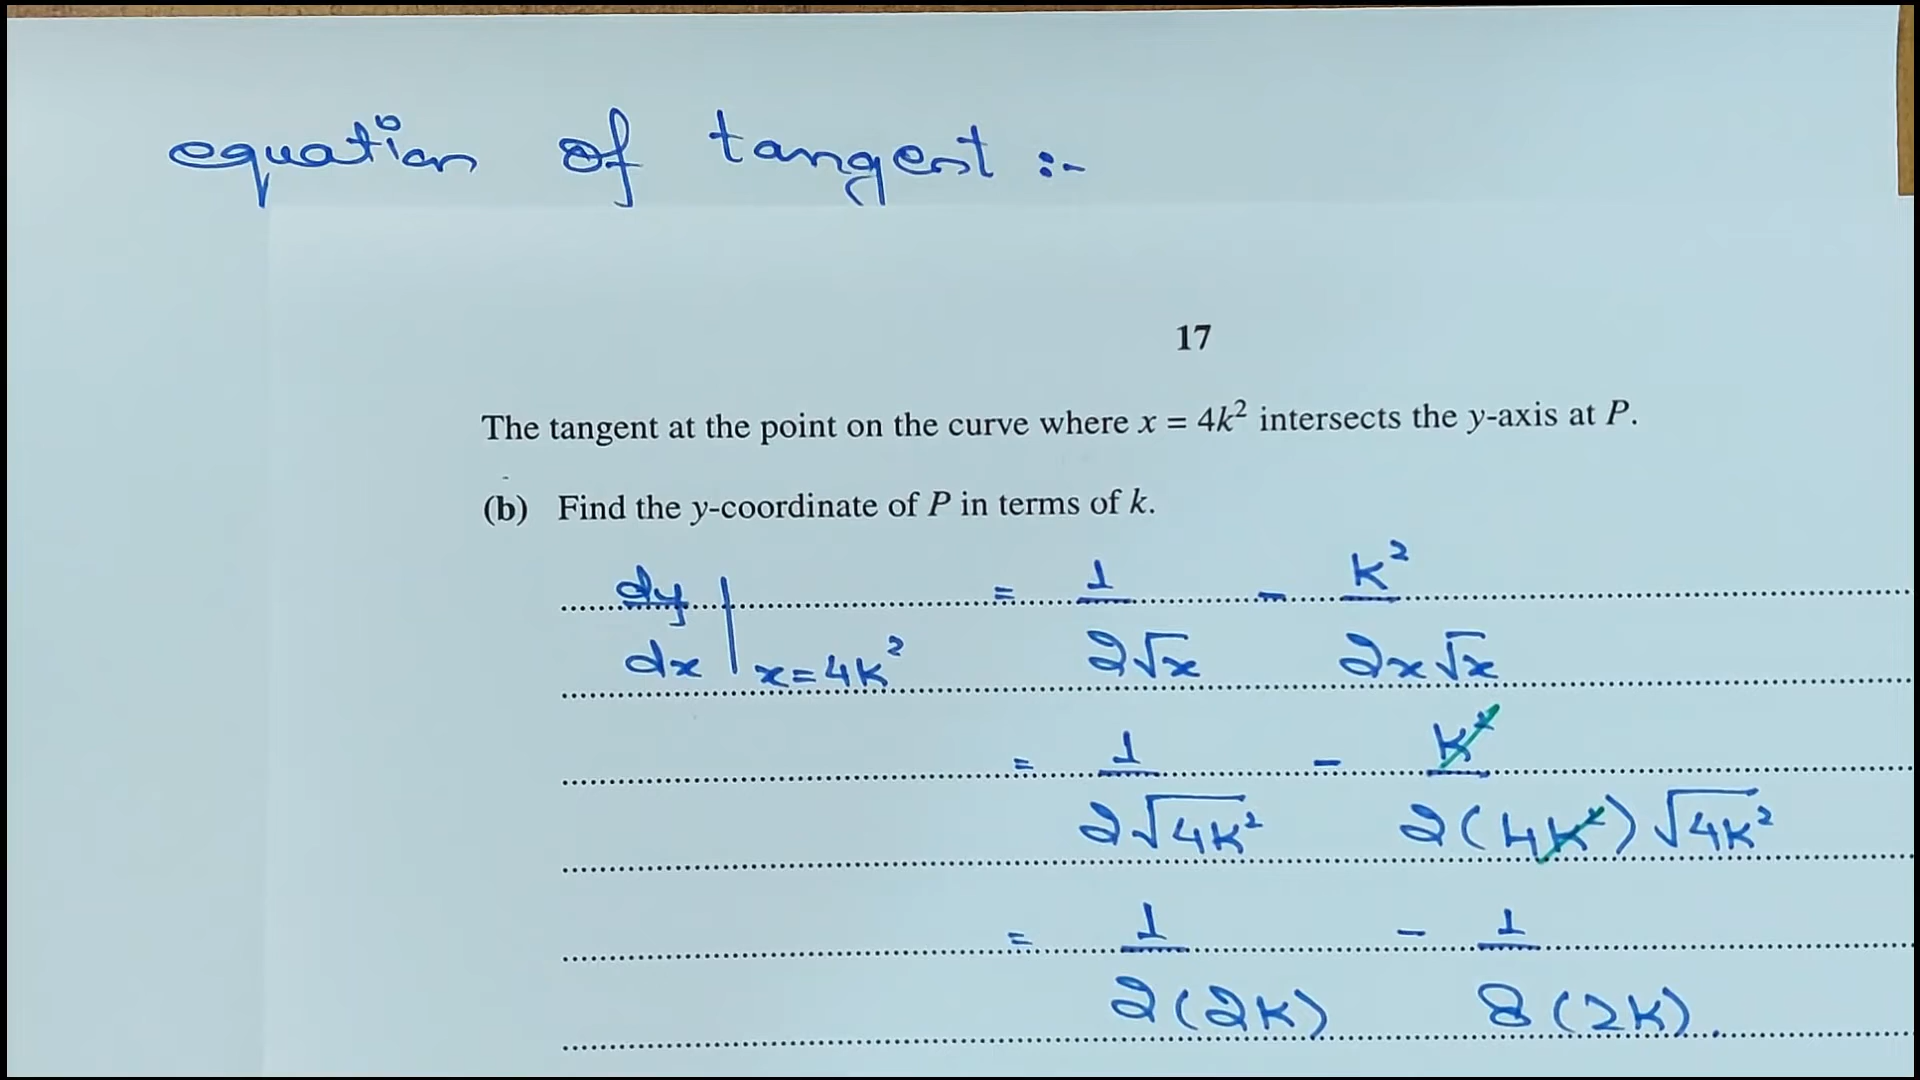 equation of tangent :-
17
The tangent at the point on the curve where x = 4k² intersects the y-axis at P.
(b) Find the y-coordinate of P in terms of k.
dy/dx | x=4k² = 1/(2√x) - k²/(2x√x)
= 1/(2√4k²) - k²/(2(4k²)√4k²)
= 1/(2(2k)) - 1/(8(2k)).